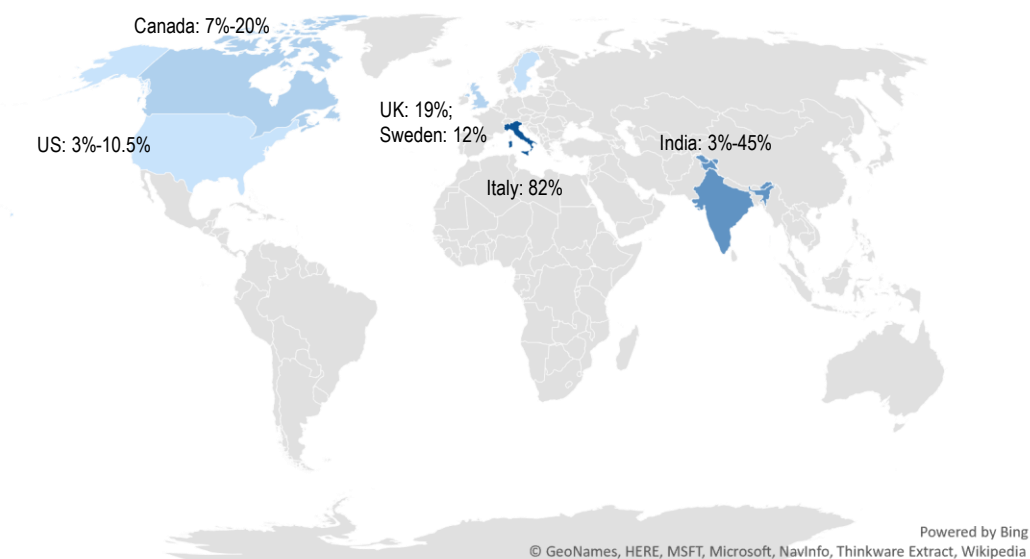 Canada: 7%-20%
US: 3%-10.5%
UK: 19%;
Sweden: 12%
Italy: 82%
India: 3%-45%
Powered by Bing
© GeoNames, HERE, MSFT, Microsoft, NavInfo, Thinkware Extract, Wikipedia